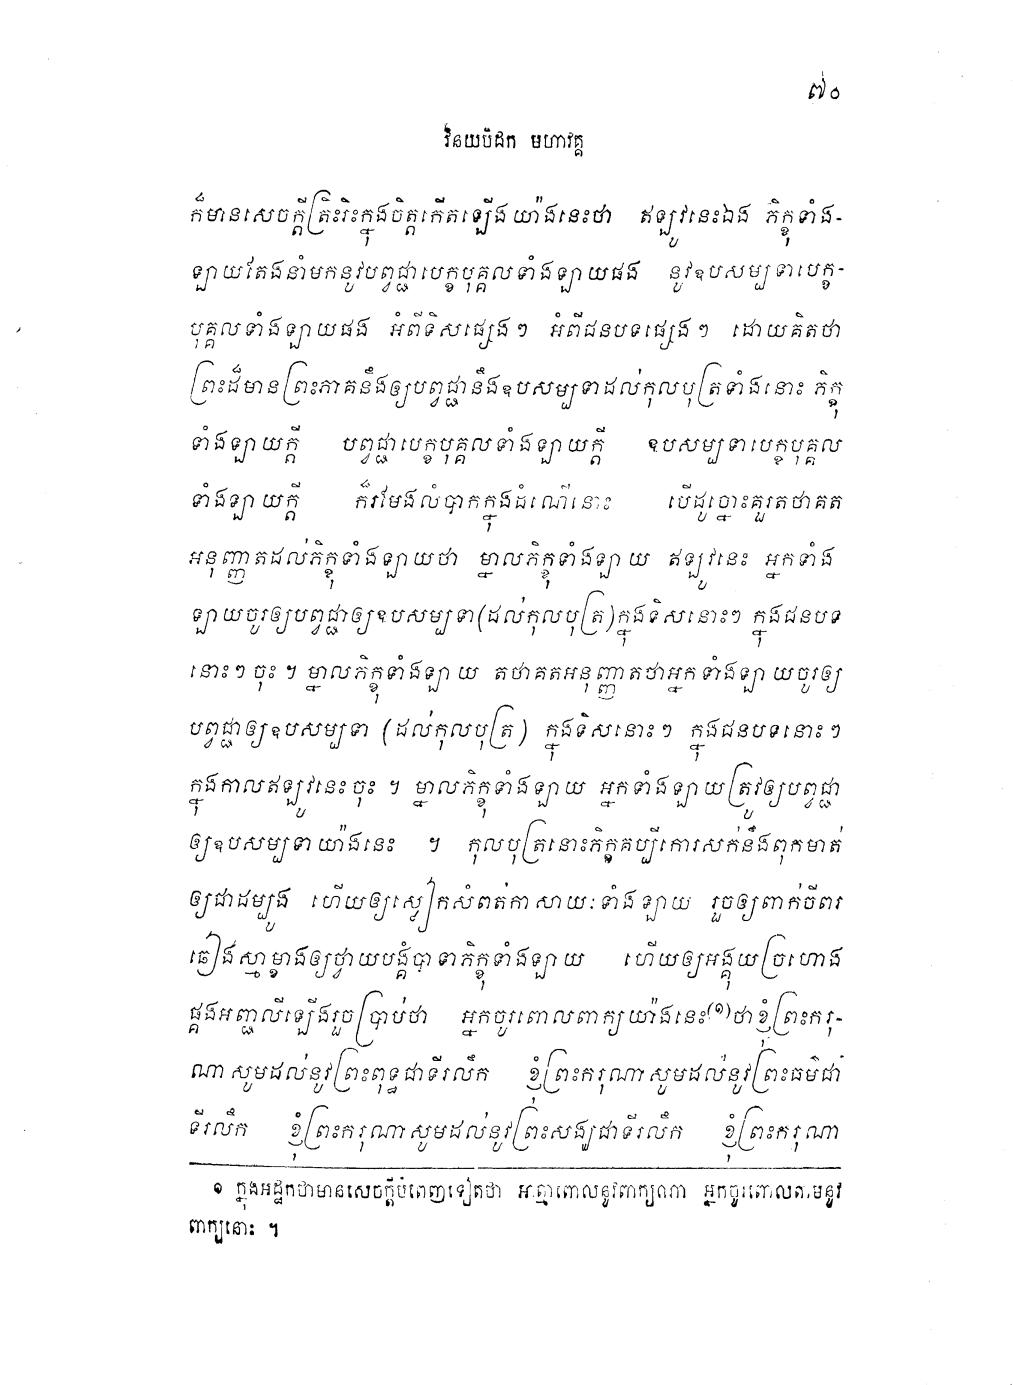 ៧០
វិនយបិដក មហាវគ្គ
ក៏មានសេចក្តីត្រិះរិះក្នុងចិត្តកើតឡើងយ៉ាងនេះថា ឥឡូវនេះឯង ភិក្ខុទាំង-
ឡាយតែងនាំមកនូវបព្វជ្ជាបេក្ខបុគ្គលទាំងឡាយផង នូវឧបសម្បទាបេក្ខ-
បុគ្គលទាំងឡាយផង អំពីទិសផ្សេងៗ អំពីជនបទផ្សេងៗ ដោយគិតថា
ព្រះដ៏មានព្រះភាគនឹងឲ្យបព្វជ្ជានឹងឧបសម្បទាដល់កុលបុត្រទាំងនោះ ភិក្ខុ
ទាំងឡាយក្តី បព្វជ្ជាបេក្ខបុគ្គលទាំងឡាយក្តី ឧបសម្បទាបេក្ខបុគ្គល
ទាំងឡាយក្តី ក៏រមែងលំបាកក្នុងដំណើរនោះ បើដូច្នោះគួរតថាគត
អនុញ្ញាតដល់ភិក្ខុទាំងឡាយថា ម្នាលភិក្ខុទាំងឡាយ ឥឡូវនេះ អ្នកទាំង
ឡាយចូរឲ្យបព្វជ្ជាឲ្យឧបសម្បទា(ដល់កុលបុត្រ)ក្នុងទិសនោះៗ ក្នុងជនបទ
នោះៗ ចុះ ។ ម្នាលភិក្ខុទាំងឡាយ តថាគតអនុញ្ញាតថាអ្នកទាំងឡាយចូរឲ្យ
បព្វជ្ជាឲ្យឧបសម្បទា (ដល់កុលបុត្រ) ក្នុងទិសនោះៗ ក្នុងជនបទនោះៗ
ក្នុងកាលឥឡូវនេះចុះ ។ ម្នាលភិក្ខុទាំងឡាយ អ្នកទាំងឡាយត្រូវឲ្យបព្វជ្ជា
ឲ្យឧបសម្បទាយ៉ាងនេះ ។ កុលបុត្រនោះភិក្ខុគប្បីកោរសក់នឹងពុកមាត់
ឲ្យជាដម្បូង ហើយឲ្យស្លៀកសំពត់កាសាយៈទាំងឡាយ រួចឲ្យពាក់ចីពរ
ឆៀងស្មាម្ខាងឲ្យថ្វាយបង្គំបាទាភិក្ខុទាំងឡាយ ហើយឲ្យអង្គុយច្រហោង
ផ្គងអញ្ជលីឡើងរួចប្រាប់ថា អ្នកចូរពោលពាក្យយ៉ាងនេះ(១)ថាខ្ញុំព្រះករុ-
ណាសូមដល់នូវព្រះពុទ្ធជាទីរលឹក ខ្ញុំព្រះករុណាសូមដល់នូវព្រះធម៌ជា
ទីរលឹក ខ្ញុំព្រះករុណាសូមដល់នូវព្រះសង្ឃជាទីរលឹក ខ្ញុំព្រះករុណា
១ ក្នុងអដ្ឋកថាមានសេចក្តីបំពេញទៀតថា អាត្មាពោលនូវពាក្យណា អ្នកចូរពោលតាមនូវ
ពាក្យនោះ ។